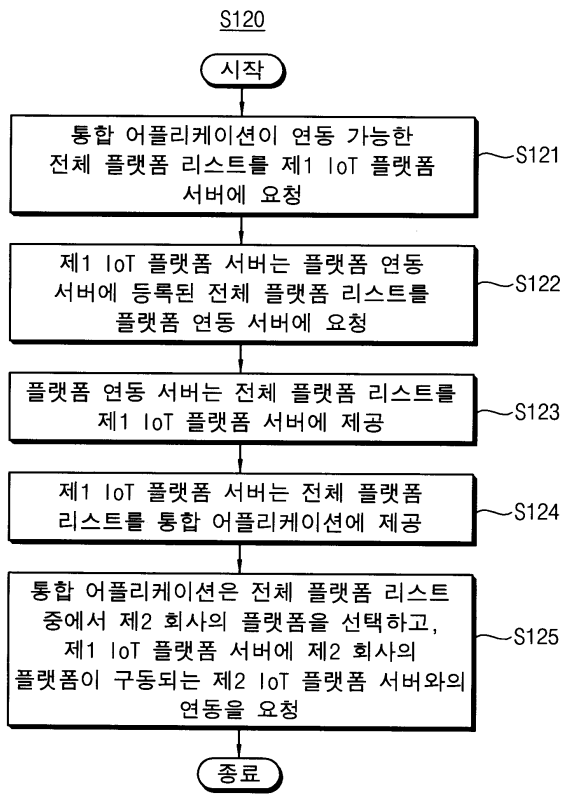 S120
시작
통합 어플리케이션이 연동 가능한
전체 플랫폼 리스트를 제1 IoT 플랫폼
서버에 요청
S121
제1 IoT 플랫폼 서버는 플랫폼 연동
서버에 등록된 전체 플랫폼 리스트를
플랫폼 연동 서버에 요청
S122
플랫폼 연동 서버는 전체 플랫폼 리스트를
제1 IoT 플랫폼 서버에 제공
S123
제1 IoT 플랫폼 서버는 전체 플랫폼
리스트를 통합 어플리케이션에 제공
S124
통합 어플리케이션은 전체 플랫폼 리스트
중에서 제2 회사의 플랫폼을 선택하고,
제1 IoT 플랫폼 서버에 제2 회사의
플랫폼이 구동되는 제2 IoT 플랫폼 서버와의
연동을 요청
S125
종료